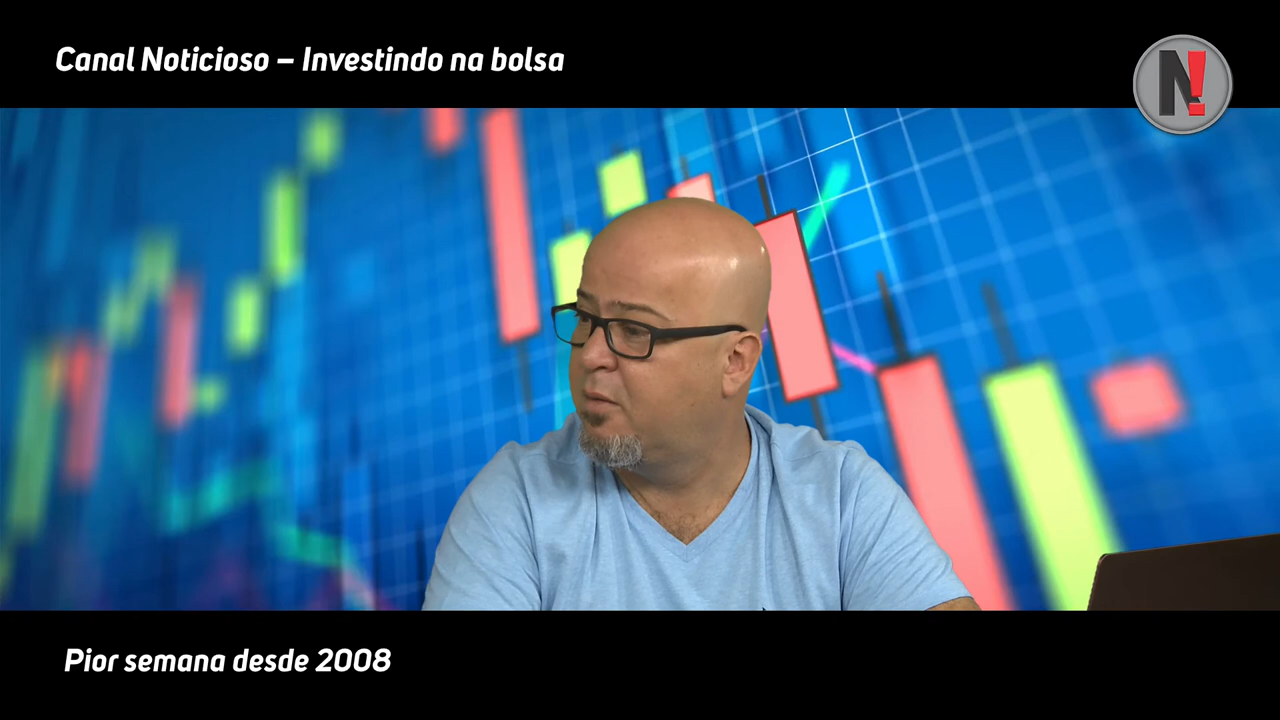 Canal Noticioso – Investindo na bolsa
N!
Pior semana desde 2008